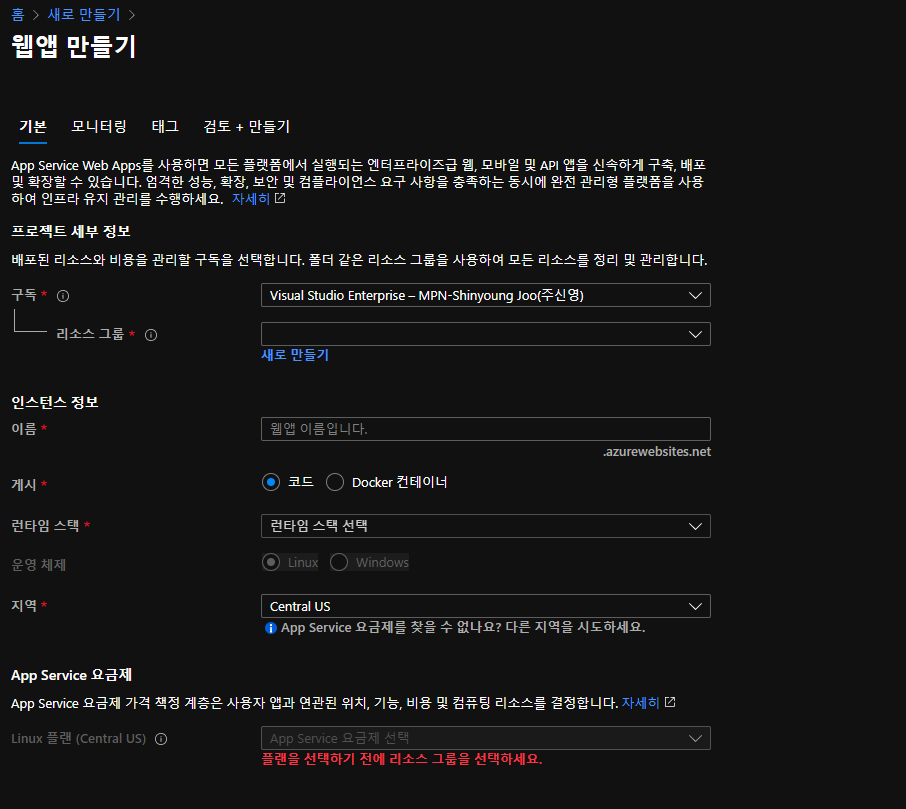 홈 > 새로 만들기 >
웹앱 만들기
기본 모니터링 태그 검토 + 만들기
App Service Web Apps를 사용하면 모든 플랫폼에서 실행되는 엔터프라이즈급 웹, 모바일 및 API 앱을 신속하게 구축, 배포
및 확장할 수 있습니다. 엄격한 성능, 확장, 보안 및 컴플라이언스 요구 사항을 충족하는 동시에 완전 관리형 플랫폼을 사용
하여 인프라 유지 관리를 수행하세요. 자세히
프로젝트 세부 정보
배포된 리소스와 비용을 관리할 구독을 선택합니다. 폴더 같은 리소스 그룹을 사용하여 모든 리소스를 정리 및 관리합니다.
구독 * Visual Studio Enterprise – MPN-Shinyoung Joo(주신영)
리소스 그룹 *
새로 만들기
인스턴스 정보
이름 * 웹앱 이름입니다.
.azurewebsites.net
게시 * 코드 Docker 컨테이너
런타임 스택 * 런타임 스택 선택
운영 체제 Linux Windows
지역 * Central US
App Service 요금제를 찾을 수 없나요? 다른 지역을 시도하세요.
App Service 요금제
App Service 요금제 가격 책정 계층은 사용자 앱과 연관된 위치, 기능, 비용 및 컴퓨팅 리소스를 결정합니다. 자세히
Linux 플랜 (Central US) App Service 요금제 선택
플랜을 선택하기 전에 리소스 그룹을 선택하세요.